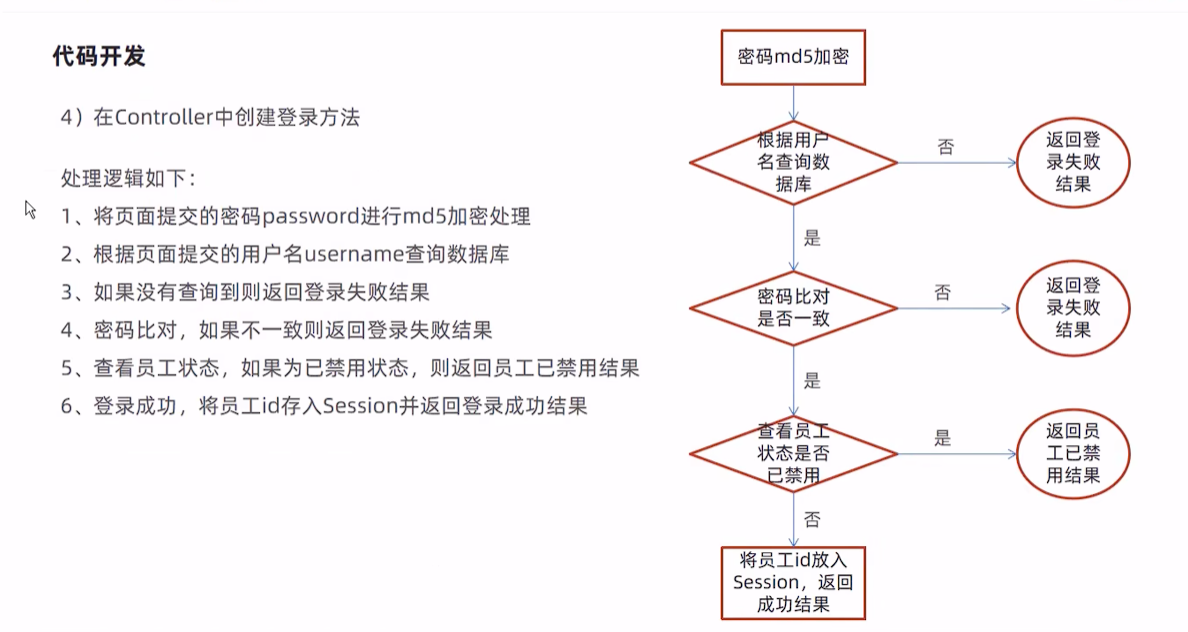 代码开发
4）在Controller中创建登录方法
处理逻辑如下：
1、将页面提交的密码password进行md5加密处理
2、根据页面提交的用户名username查询数据库
3、如果没有查询到则返回登录失败结果
4、密码比对，如果不一致则返回登录失败结果
5、查看员工状态，如果为已禁用状态，则返回员工已禁用结果
6、登录成功，将员工id存入Session并返回登录成功结果
密码md5加密
根据用户
名查询数
据库
否
返回登
录失败
结果
是
密码比对
是否一致
否
返回登
录失败
结果
是
查看员工
状态是否
已禁用
是
返回员
工已禁
用结果
否
将员工id放入
Session，返回
成功结果